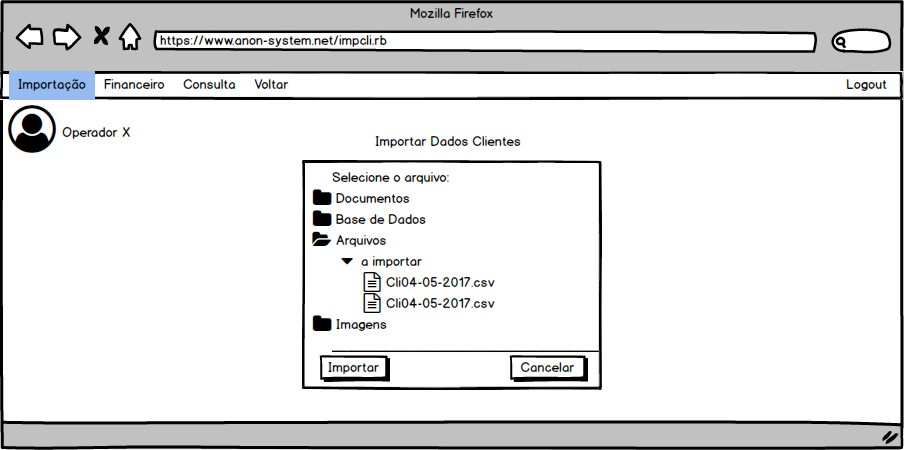 Mozilla Firefox
https://www.anon-system.net/impcli.rb
Importação Financeiro Consulta Voltar Logout
Operador X
Importar Dados Clientes
Selecione o arquivo:
Documentos
Base de Dados
Arquivos
a importar
Cli04-05-2017.csv
Cli04-05-2017.csv
Imagens
Importar Cancelar